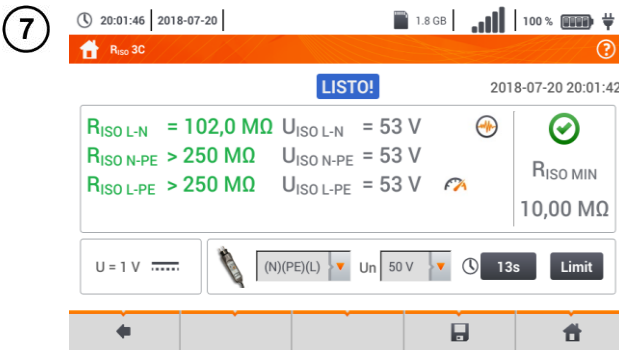 7
20:01:46 2018-07-20 1.8 GB 100 %
RISO 3C ?
LISTO! 2018-07-20 20:01:42
RISO L-N = 102,0 MΩ UISO L-N = 53 V
RISO N-PE > 250 MΩ UISO N-PE = 53 V
RISO L-PE > 250 MΩ UISO L-PE = 53 V
RISO MIN
10,00 MΩ
U = 1 V (N)(PE)(L) Un 50 V 13s Limit